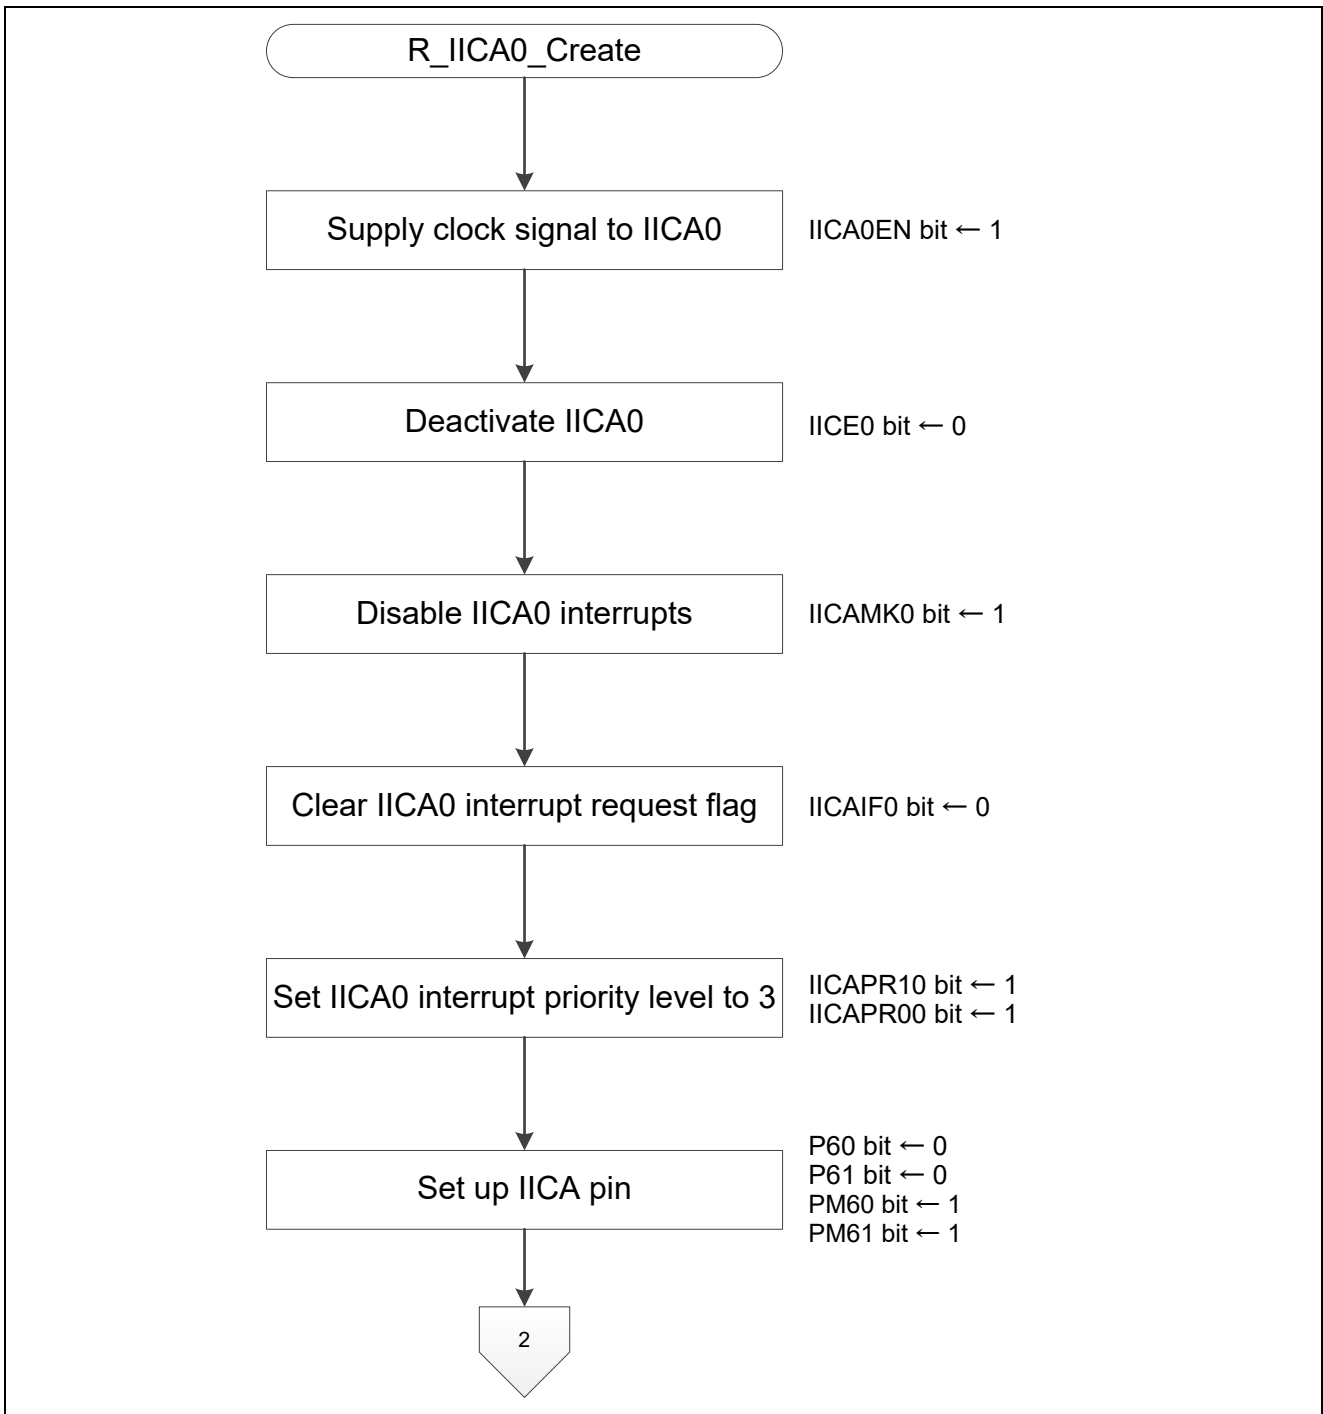 R_IICA0_Create
Supply clock signal to IICA0
IICA0EN bit ← 1
Deactivate IICA0
IICE0 bit ← 0
Disable IICA0 interrupts
IICAMK0 bit ← 1
Clear IICA0 interrupt request flag
IICAIF0 bit ← 0
Set IICA0 interrupt priority level to 3
IICAPR10 bit ← 1
IICAPR00 bit ← 1
Set up IICA pin
P60 bit ← 0
P61 bit ← 0
PM60 bit ← 1
PM61 bit ← 1
2